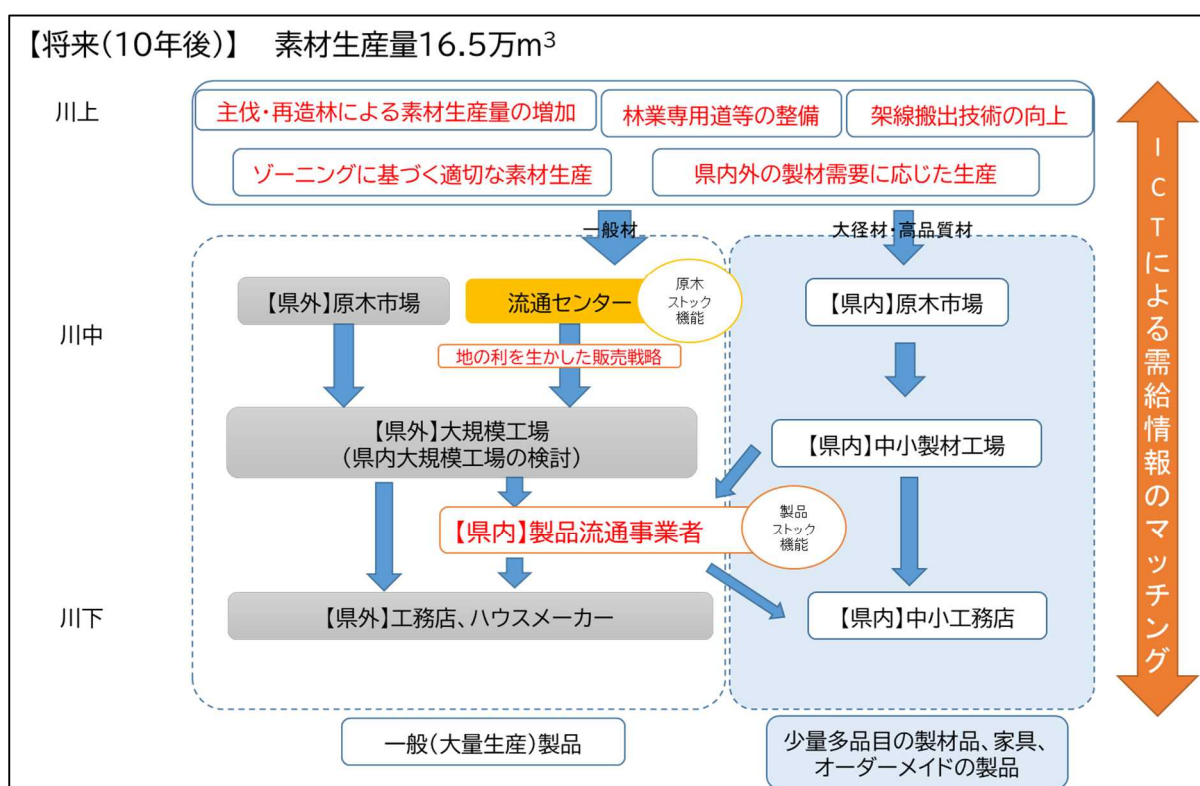 【将来(10年後)】　素材生産量16.5万m³
川上
主伐・再造林による素材生産量の増加
林業専用道等の整備
架線搬出技術の向上
ゾーニングに基づく適切な素材生産
県内外の製材需要に応じた生産
一般材
大径材・高品質材
川中
【県外】原木市場
流通センター
原木
ストック
機能
【県内】原木市場
地の利を生かした販売戦略
【県外】大規模工場
(県内大規模工場の検討)
【県内】中小製材工場
【県内】製品流通事業者
製品
ストック
機能
川下
【県外】工務店、ハウスメーカー
【県内】中小工務店
一般(大量生産)製品
少量多品目の製材品、家具、
オーダーメイドの製品
ICTによる需給情報のマッチング